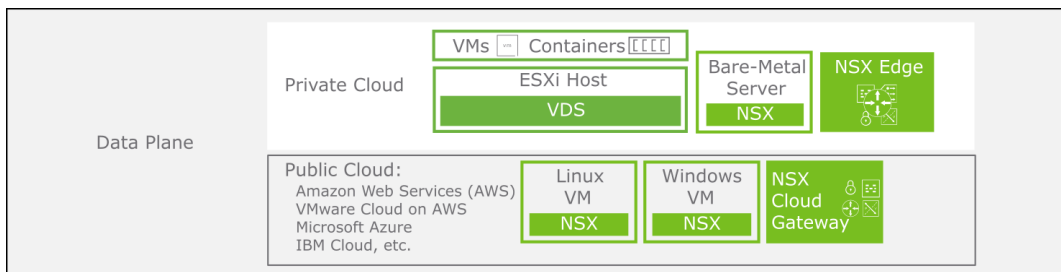 Data Plane
Private Cloud
VMs Containers
ESXi Host
VDS
Bare-Metal
Server
NSX
NSX Edge
Public Cloud:
Amazon Web Services (AWS)
VMware Cloud on AWS
Microsoft Azure
IBM Cloud, etc.
Linux
VM
NSX
Windows
VM
NSX
NSX
Cloud
Gateway